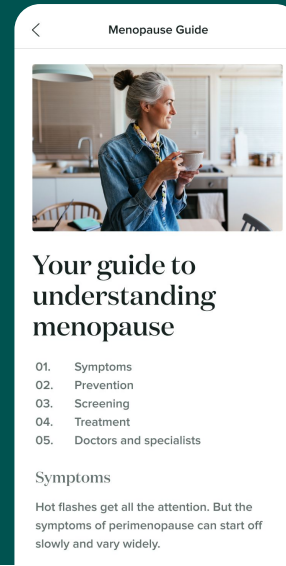 Menopause Guide
Your guide to
understanding
menopause
01. Symptoms
02. Prevention
03. Screening
04. Treatment
05. Doctors and specialists
Symptoms
Hot flashes get all the attention. But the
symptoms of perimenopause can start off
slowly and vary widely.